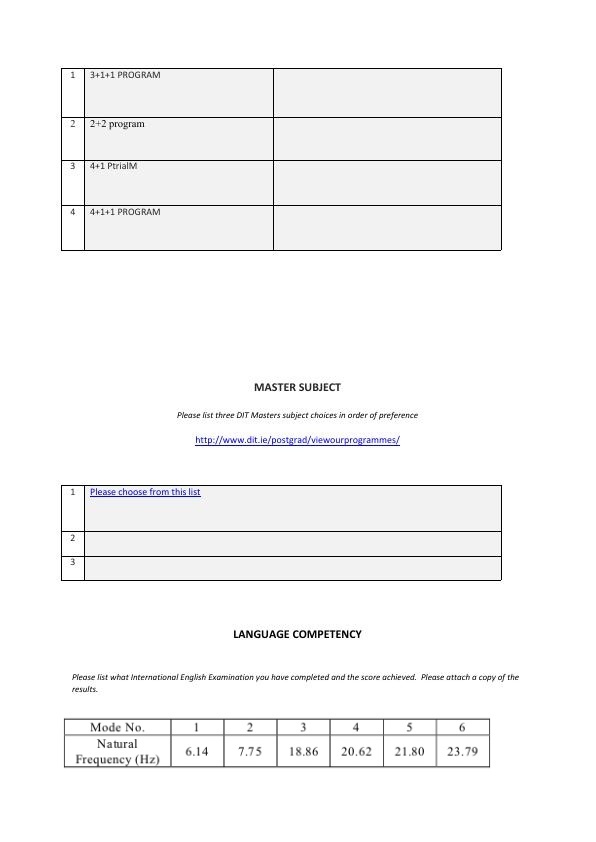 1 3+1+1 PROGRAM
2 2+2 program
3 4+1 PtrialM
4 4+1+1 PROGRAM
MASTER SUBJECT
Please list three DIT Masters subject choices in order of preference
http://www.dit.ie/postgrad/viewourprogrammes/
1 Please choose from this list
2
3
LANGUAGE COMPETENCY
Please list what International English Examination you have completed and the score achieved. Please attach a copy of the
results.
Mode No. 1 2 3 4 5 6
Natural
Frequency (Hz) 6.14 7.75 18.86 20.62 21.80 23.79